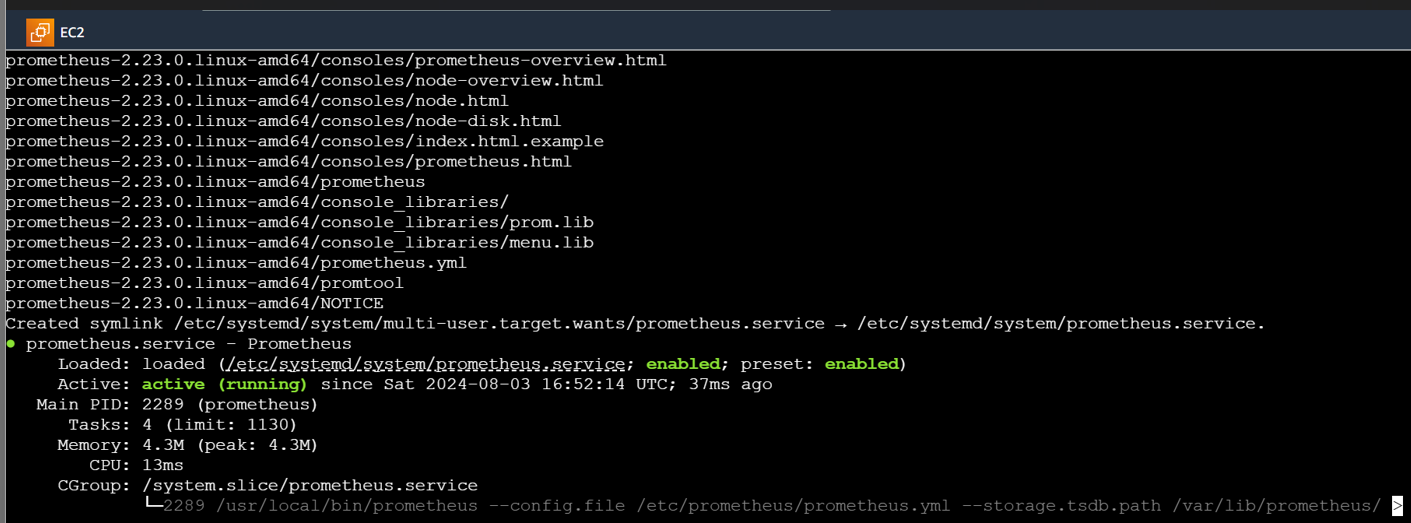 EC2
prometheus-2.23.0.linux-amd64/consoles/prometheus-overview.html
prometheus-2.23.0.linux-amd64/consoles/node-overview.html
prometheus-2.23.0.linux-amd64/consoles/node.html
prometheus-2.23.0.linux-amd64/consoles/node-disk.html
prometheus-2.23.0.linux-amd64/consoles/index.html.example
prometheus-2.23.0.linux-amd64/consoles/prometheus.html
prometheus-2.23.0.linux-amd64/prometheus
prometheus-2.23.0.linux-amd64/console_libraries/
prometheus-2.23.0.linux-amd64/console_libraries/prom.lib
prometheus-2.23.0.linux-amd64/console_libraries/menu.lib
prometheus-2.23.0.linux-amd64/prometheus.yml
prometheus-2.23.0.linux-amd64/promtool
prometheus-2.23.0.linux-amd64/NOTICE
Created symlink /etc/systemd/system/multi-user.target.wants/prometheus.service → /etc/systemd/system/prometheus.service.
● prometheus.service - Prometheus
Loaded: loaded (/etc/systemd/system/prometheus.service; enabled; preset: enabled)
Active: active (running) since Sat 2024-08-03 16:52:14 UTC; 37ms ago
Main PID: 2289 (prometheus)
Tasks: 4 (limit: 1130)
Memory: 4.3M (peak: 4.3M)
CPU: 13ms
CGroup: /system.slice/prometheus.service
└─2289 /usr/local/bin/prometheus --config.file /etc/prometheus/prometheus.yml --storage.tsdb.path /var/lib/prometheus/ >